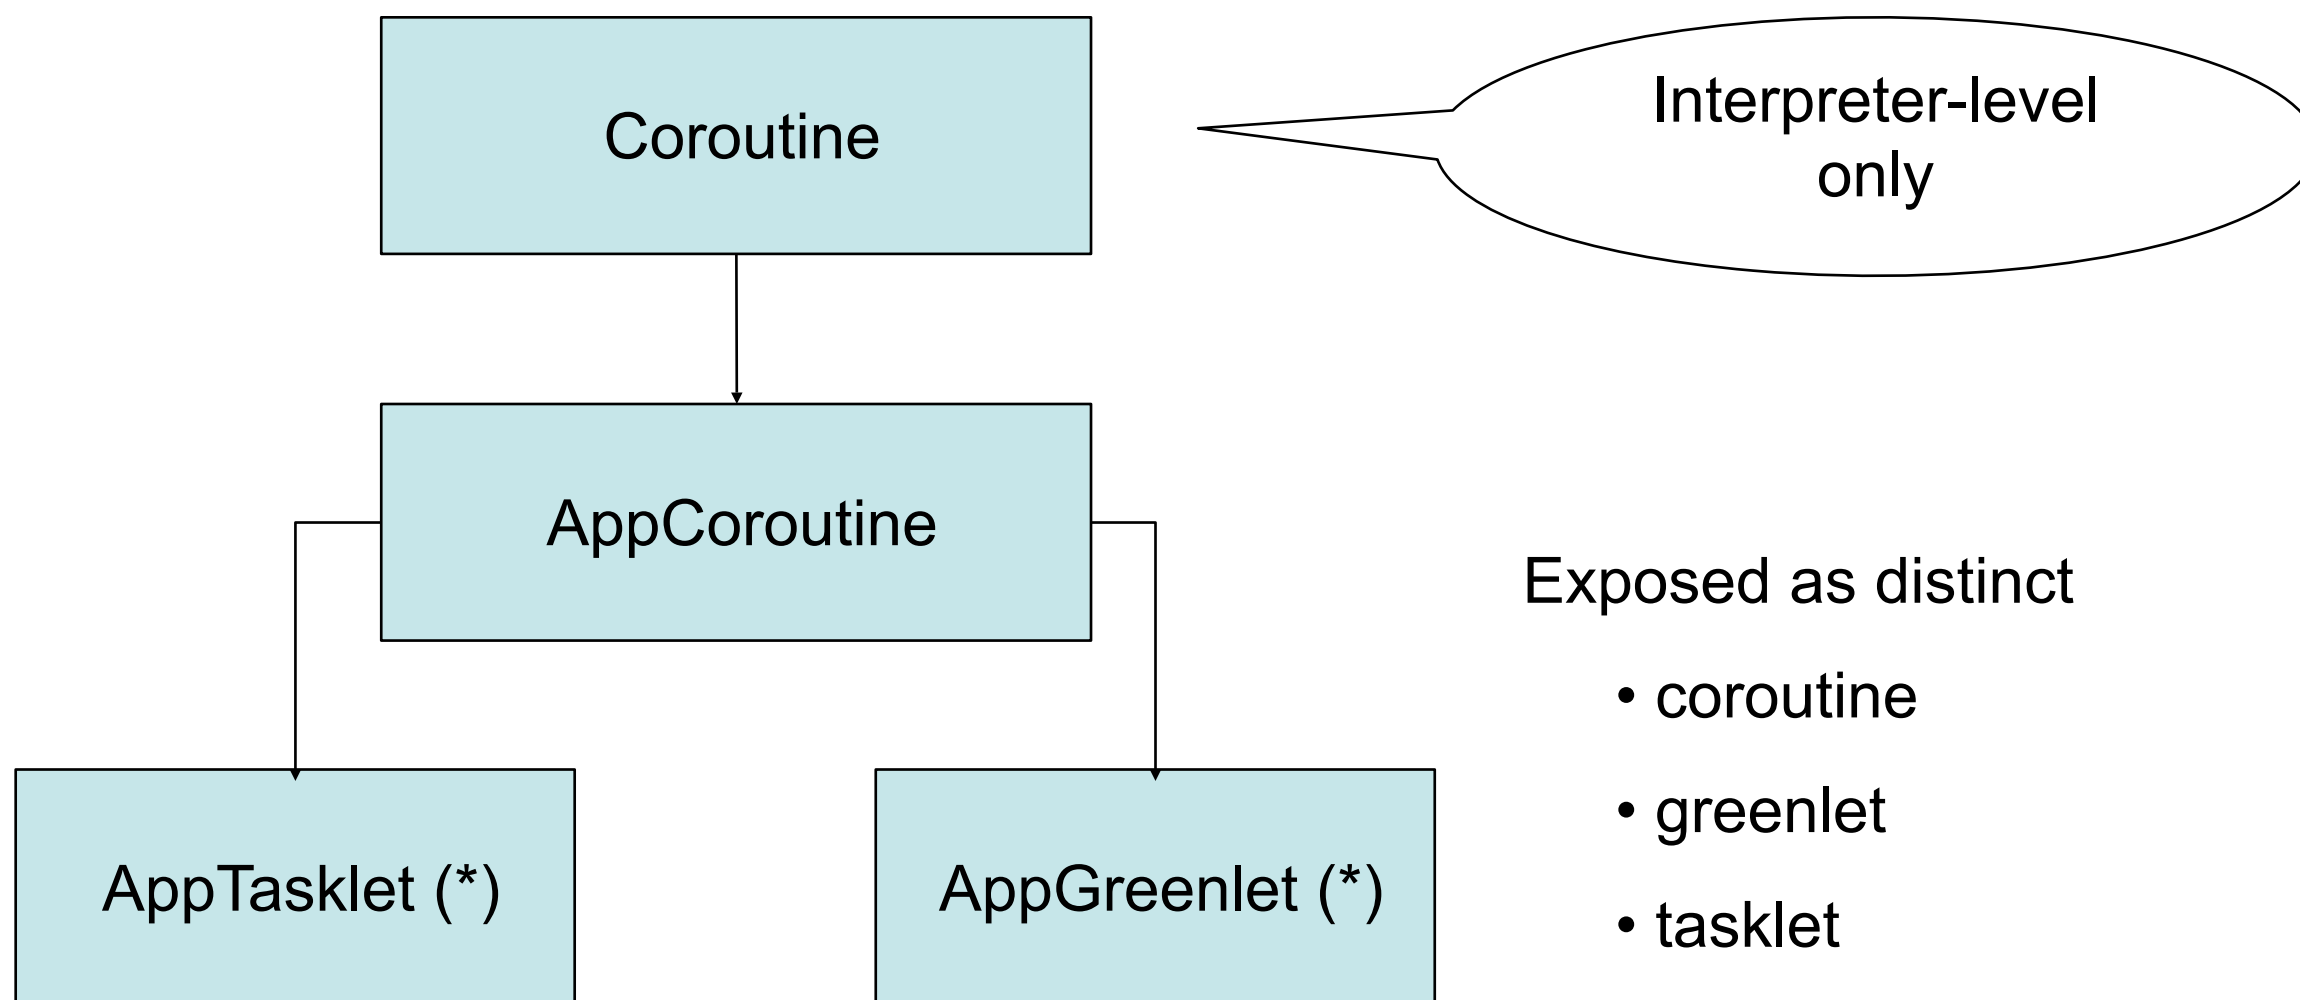 Coroutine
Interpreter-level
only
AppCoroutine
Exposed as distinct
• coroutine
• greenlet
• tasklet
AppTasklet (*)
AppGreenlet (*)